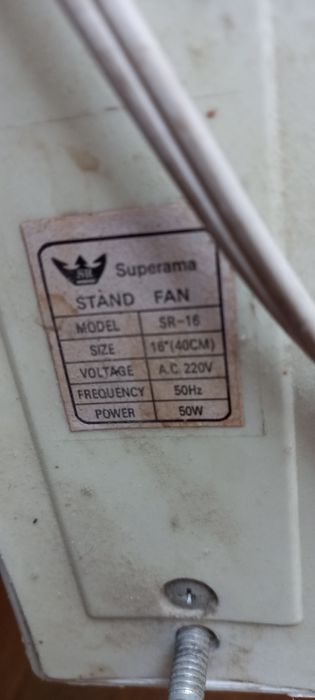 SR
Superama
STAND FAN
MODEL SR-16
SIZE 16"(40CM)
VOLTAGE A.C. 220V
FREQUENCY 50Hz
POWER 50W